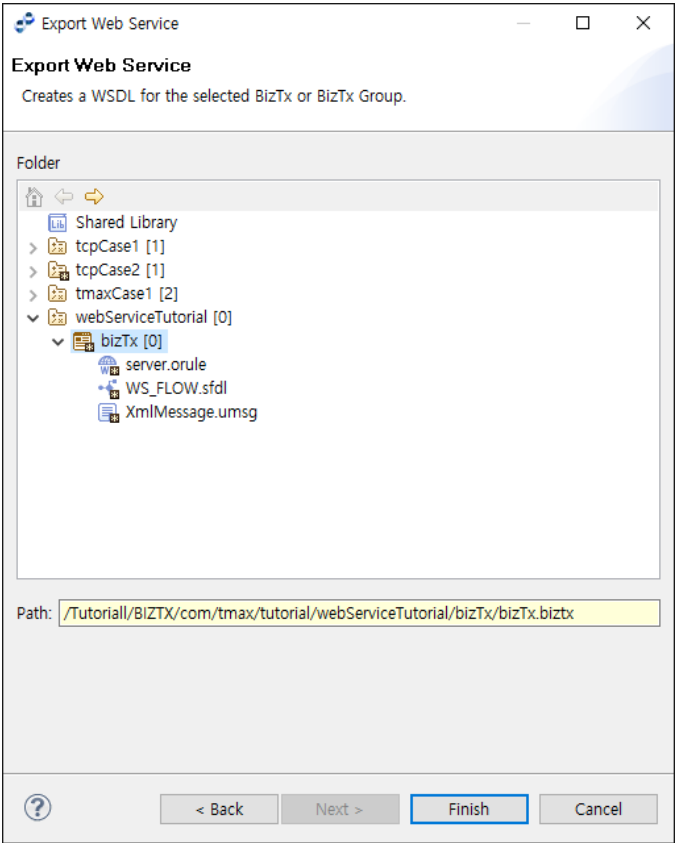 Export Web Service
Export Web Service
Creates a WSDL for the selected BizTx or BizTx Group.
Folder
Lib Shared Library
tcpCase1 [1]
tcpCase2 [1]
tmaxCase1 [2]
webServiceTutorial [0]
bizTx [0]
server.orule
WS_FLOW.sfdl
XmlMessage.umsg
Path: /Tutoriall/BIZTX/com/tmax/tutorial/webServiceTutorial/bizTx/bizTx.biztx
? < Back Next > Finish Cancel